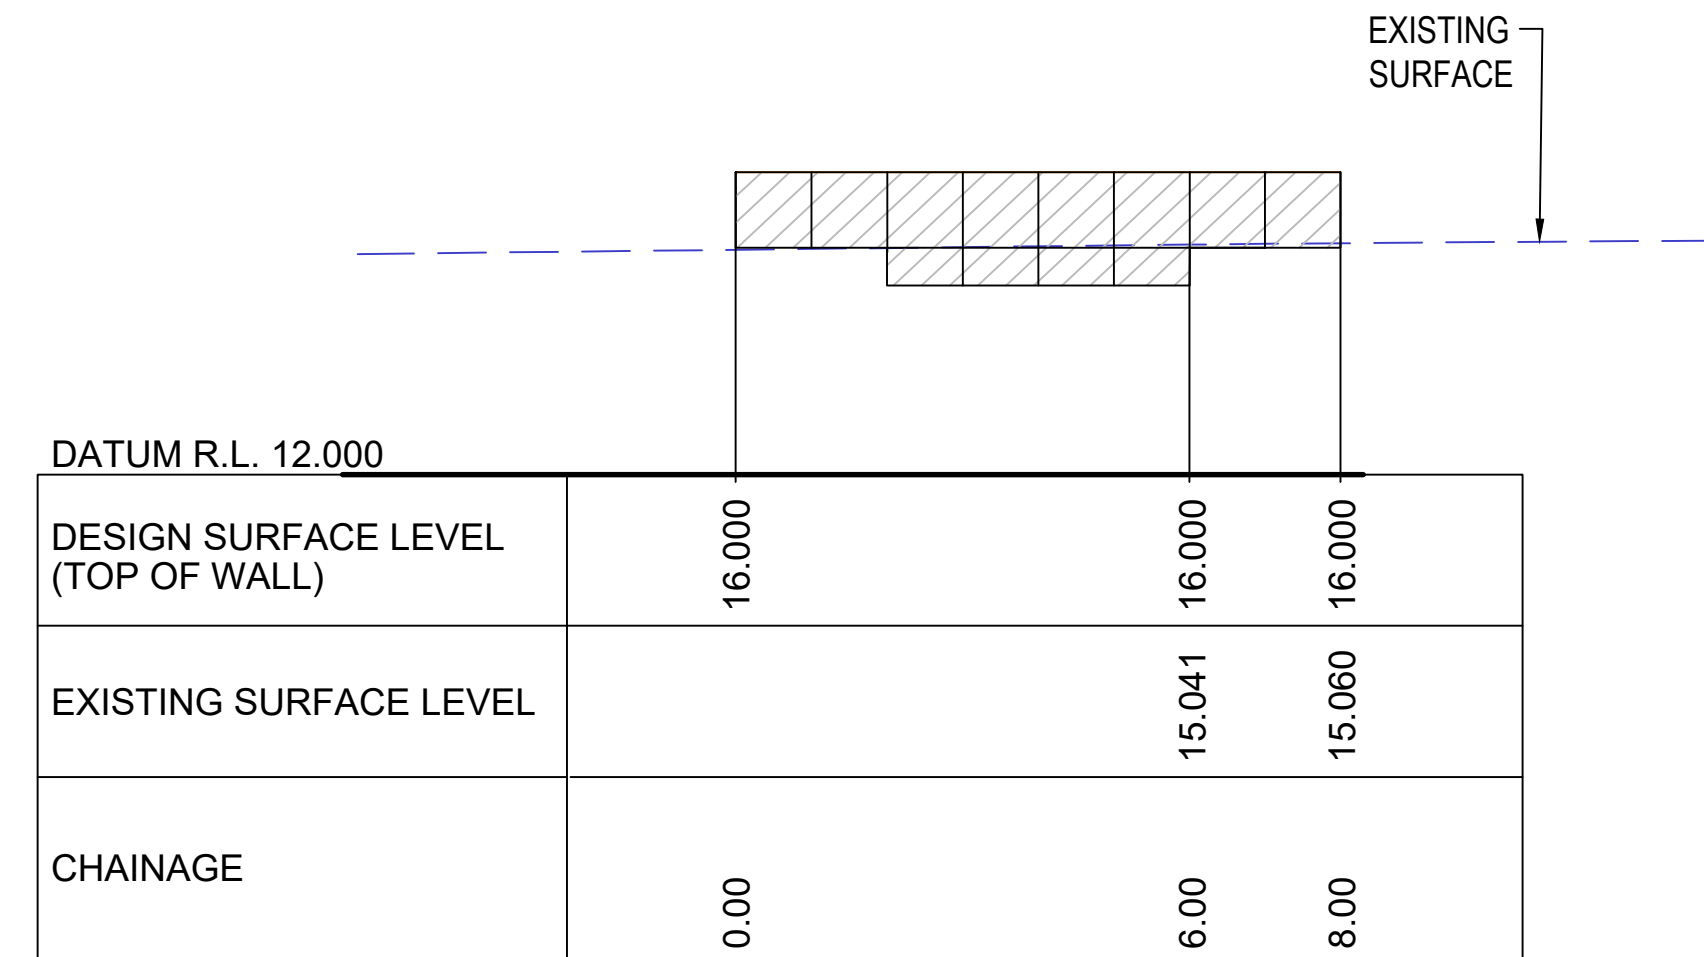 EXISTING
SURFACE
DATUM R.L. 12.000
DESIGN SURFACE LEVEL
(TOP OF WALL)
16.000
16.000
16.000
EXISTING SURFACE LEVEL
15.041
15.060
CHAINAGE
0.00
6.00
8.00